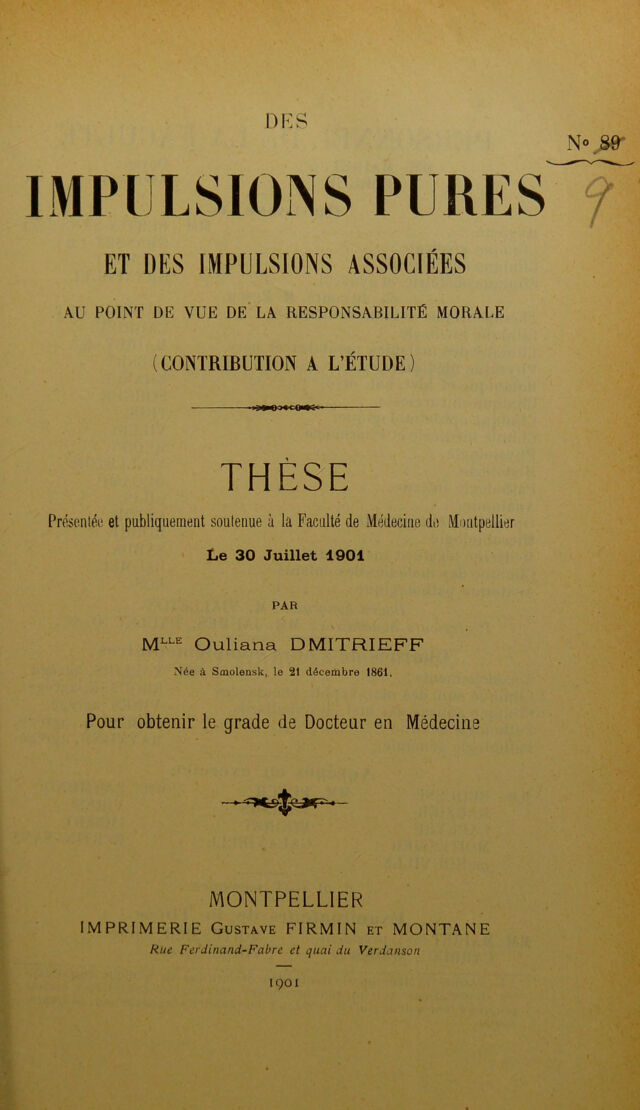 DES
N° 89
IMPULSIONS PURES
9
ET DES IMPULSIONS ASSOCIÉES
AU POINT DE VUE DE LA RESPONSABILITÉ MORALE
(CONTRIBUTION A L'ÉTUDE)
THÈSE
Présentée et publiquement soutenue à la Faculté de Médecine de Montpellier
Le 30 Juillet 1901
PAR
MLLE Ouliana DMITRIEFF
Née à Smolensk, le 21 décembre 1861.
Pour obtenir le grade de Docteur en Médecine
MONTPELLIER
IMPRIMERIE GUSTAVE FIRMIN ET MONTANE
Rue Ferdinand-Fabre et quai du Verdanson
1901